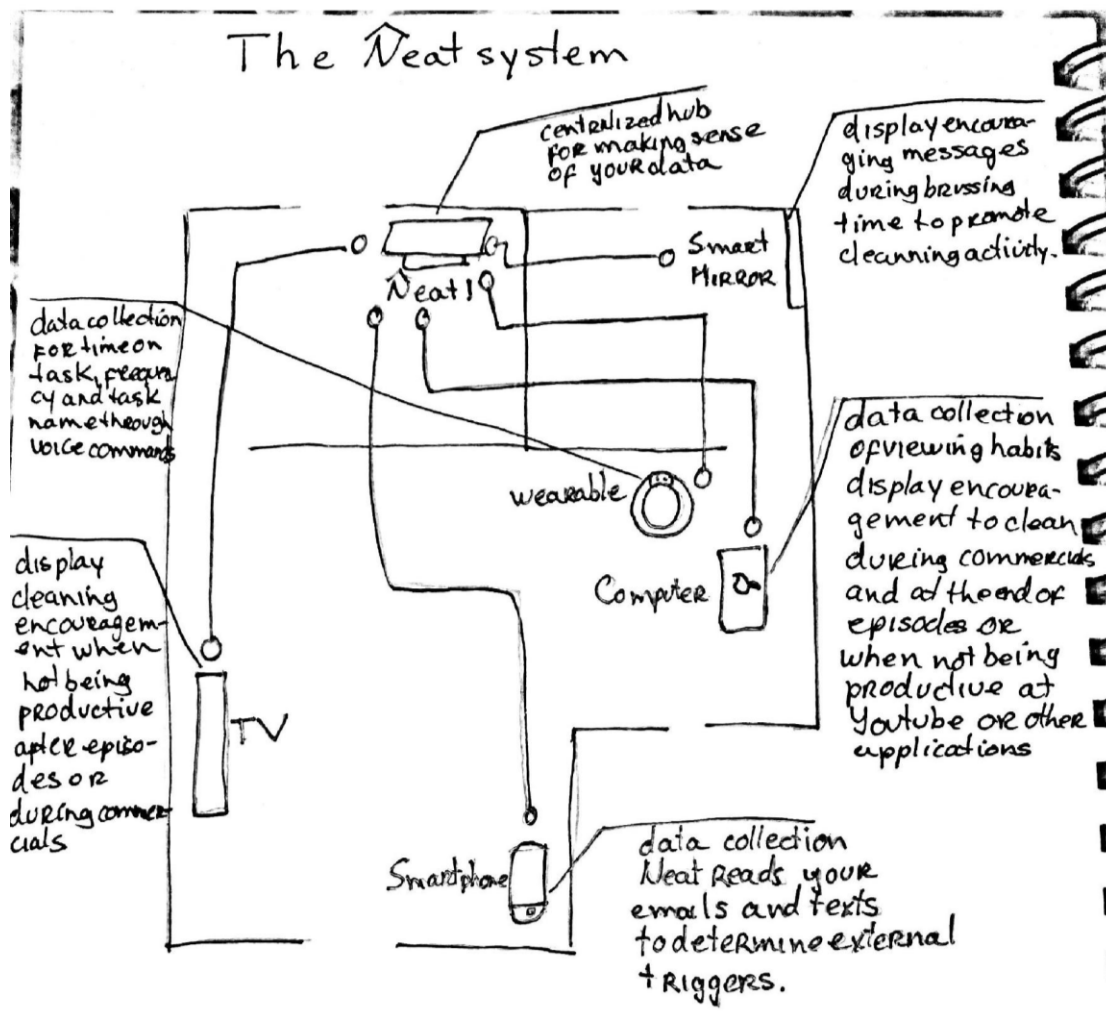 The Neat system
centralized hub
for making sense
of your data
display encoura-
ging messages
during brussing
time to promote
cleanning activity.
Smart
Mirror
Neat!
data collection
for time on
task, frequen
cy and task
name through
voice commands
wearable
data collection
of viewing habits
display encoura-
gement to clean
during commercials
and at the end of
episodes or
when not being
productive at
Youtube or other
applications
Computer
display
cleaning
encouragem-
ent when
not being
productive
after episo-
des or
during commer-
cials
TV
Smartphone
data collection
Neat reads your
emails and texts
to determine external
triggers.